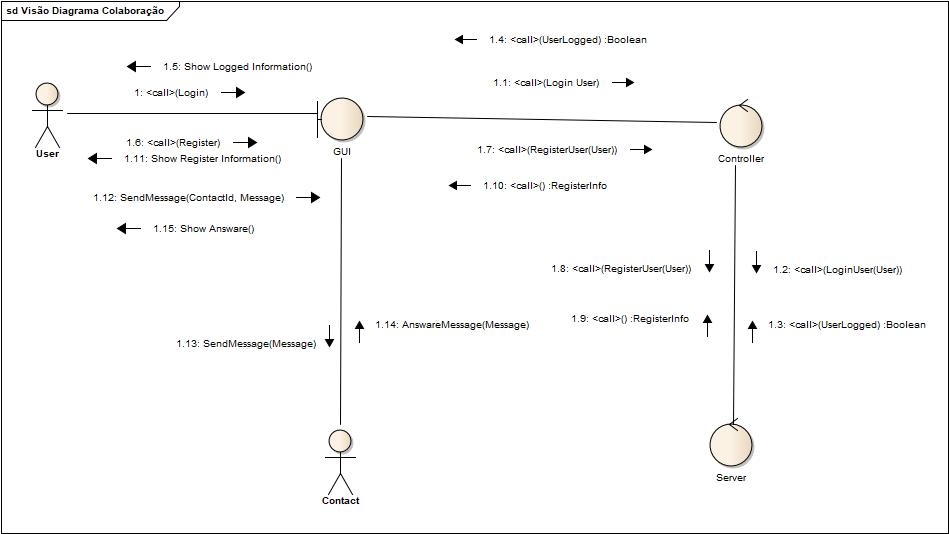 sd Visão Diagrama Colaboração
1.4: <call>(UserLogged) :Boolean
1.5: Show Logged Information()
1.1: <call>(Login User)
1: <call>(Login)
User
GUI
Controller
1.6: <call>(Register)
1.11: Show Register Information()
1.7: <call>(RegisterUser(User))
1.10: <call>() :RegisterInfo
1.12: SendMessage(ContactId, Message)
1.15: Show Answare()
1.8: <call>(RegisterUser(User))
1.2: <call>(LoginUser(User))
1.9: <call>() :RegisterInfo
1.3: <call>(UserLogged) :Boolean
1.14: AnswareMessage(Message)
1.13: SendMessage(Message)
Server
Contact